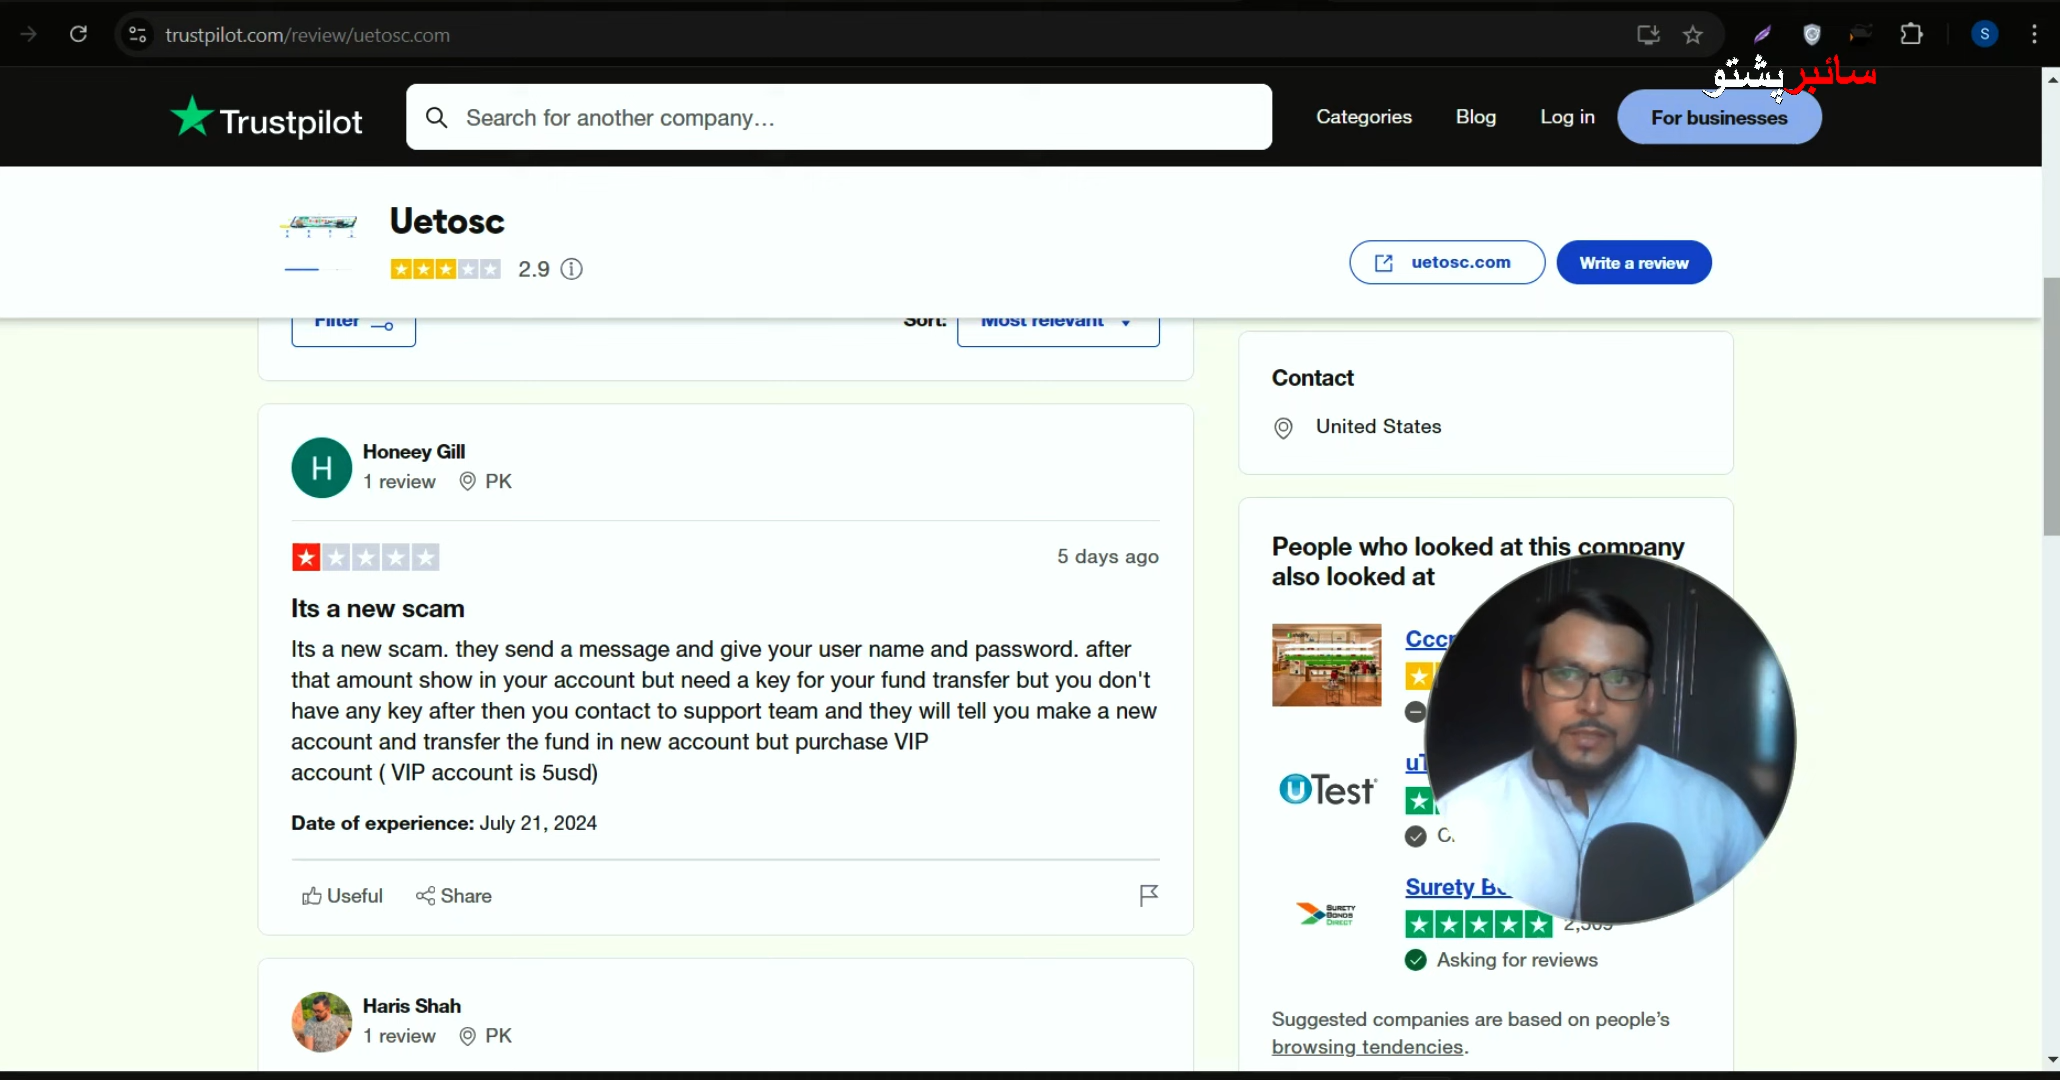 trustpilot.com/review/uetosc.com
S
سائبر پشتو
Trustpilot
Search for another company...
Categories
Blog
Log in
For businesses
Uetosc
2.9
uetosc.com
Write a review
Filter
Sort:
Most relevant
H
Honeey Gill
1 review
PK
5 days ago
Its a new scam
Its a new scam. they send a message and give your user name and password. after
that amount show in your account but need a key for your fund transfer but you don't
have any key after then you contact to support team and they will tell you make a new
account and transfer the fund in new account but purchase VIP
account ( VIP account is 5usd)
Date of experience: July 21, 2024
Useful
Share
Haris Shah
1 review
PK
Contact
United States
People who looked at this company
also looked at
uTest
Surety
SURETY
BONDS
DIRECT
Asking for reviews
Suggested companies are based on people's
browsing tendencies.